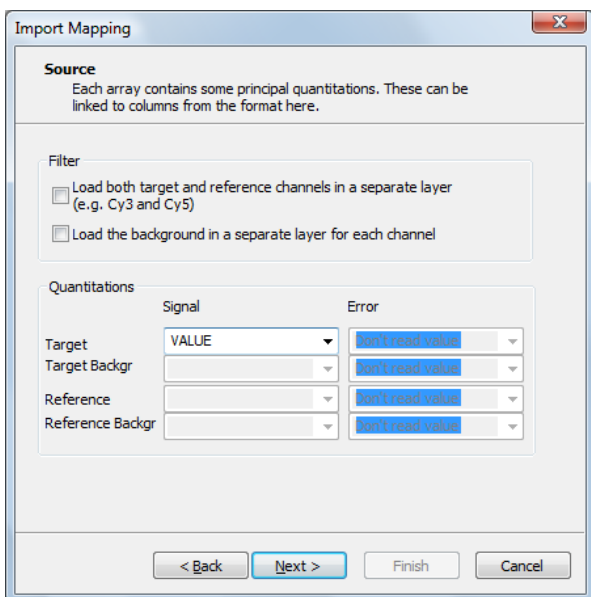 Import Mapping
Source
Each array contains some principal quantitations. These can be
linked to columns from the format here.
Filter
Load both target and reference channels in a separate layer
(e.g. Cy3 and Cy5)
Load the background in a separate layer for each channel
Quantitations
Signal Error
Target VALUE Don't read value
Target Backgr Don't read value
Reference Don't read value
Reference Backgr Don't read value
< Back Next > Finish Cancel